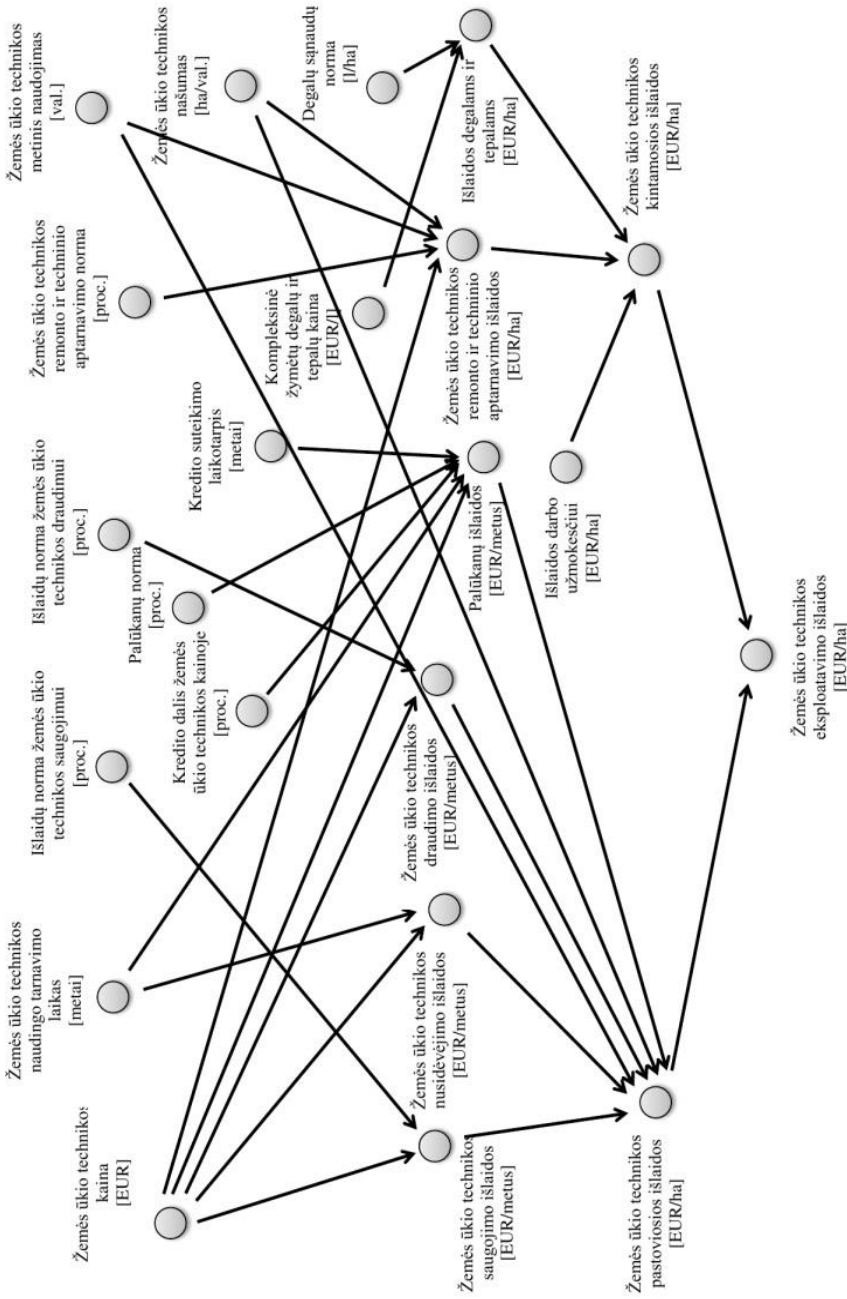 Žemės ūkio technikos
kaina
[EUR]
Žemės ūkio technikos
naudingo tarnavimo
laikas
[metai]
Išlaidų norma žemės ūkio
technikos saugojimui
[proc.]
Išlaidų norma žemės ūkio
technikos draudimui
[proc.]
Žemės ūkio technikos
remonto ir techninio
aptarnavimo norma
[proc.]
Žemės ūkio technikos
metinis naudojimas
[val.]
Palūkanų norma
[proc.]
Kredito dalis žemės
ūkio technikos kainoje
[proc.]
Kredito suteikimo
laikotarpis
[metai]
Kompleksinė
žymėtų degalų ir
tepalų kaina
[EUR/l]
Žemės ūkio technikos
našumas
[ha/val.]
Degalų sąnaudų
norma
[l/ha]
Žemės ūkio technikos
saugojimo išlaidos
[EUR/metus]
Žemės ūkio technikos
nusidėvėjimo išlaidos
[EUR/metus]
Žemės ūkio technikos
draudimo išlaidos
[EUR/metus]
Palūkanų išlaidos
[EUR/metus]
Žemės ūkio technikos
remonto ir techninio
aptarnavimo išlaidos
[EUR/ha]
Išlaidos degalams ir
tepalams
[EUR/ha]
Išlaidos darbo
užmokesčiui
[EUR/ha]
Žemės ūkio technikos
pastoviosios išlaidos
[EUR/ha]
Žemės ūkio technikos
kintamosios išlaidos
[EUR/ha]
Žemės ūkio technikos
eksploatavimo išlaidos
[EUR/ha]